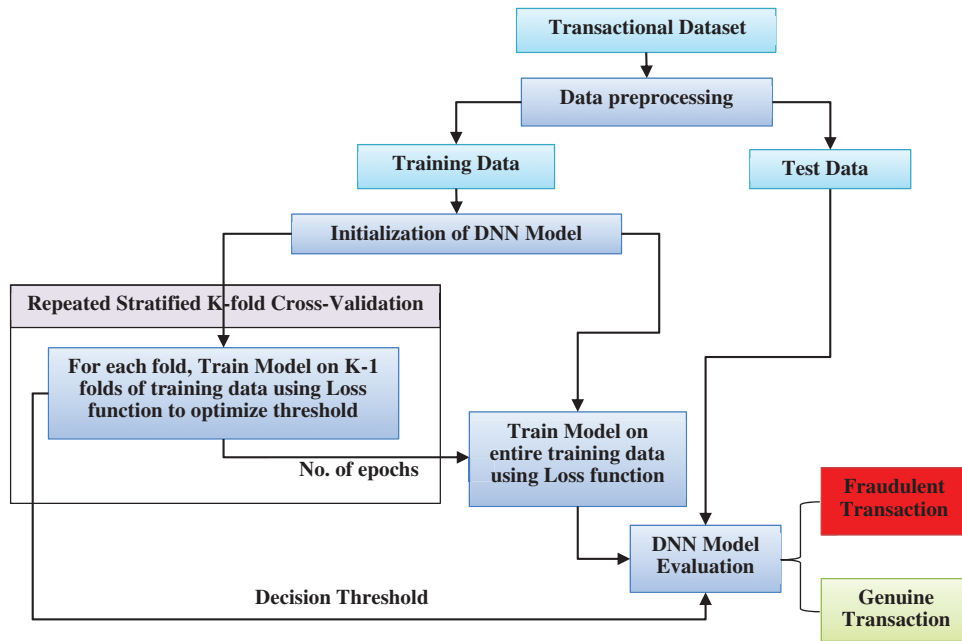 Transactional Dataset
Data preprocessing
Training Data
Test Data
Initialization of DNN Model
Repeated Stratified K-fold Cross-Validation
For each fold, Train Model on K-1
folds of training data using Loss
function to optimize threshold
Train Model on
entire training data
using Loss function
No. of epochs
Fraudulent
Transaction
DNN Model
Evaluation
Decision Threshold
Genuine
Transaction